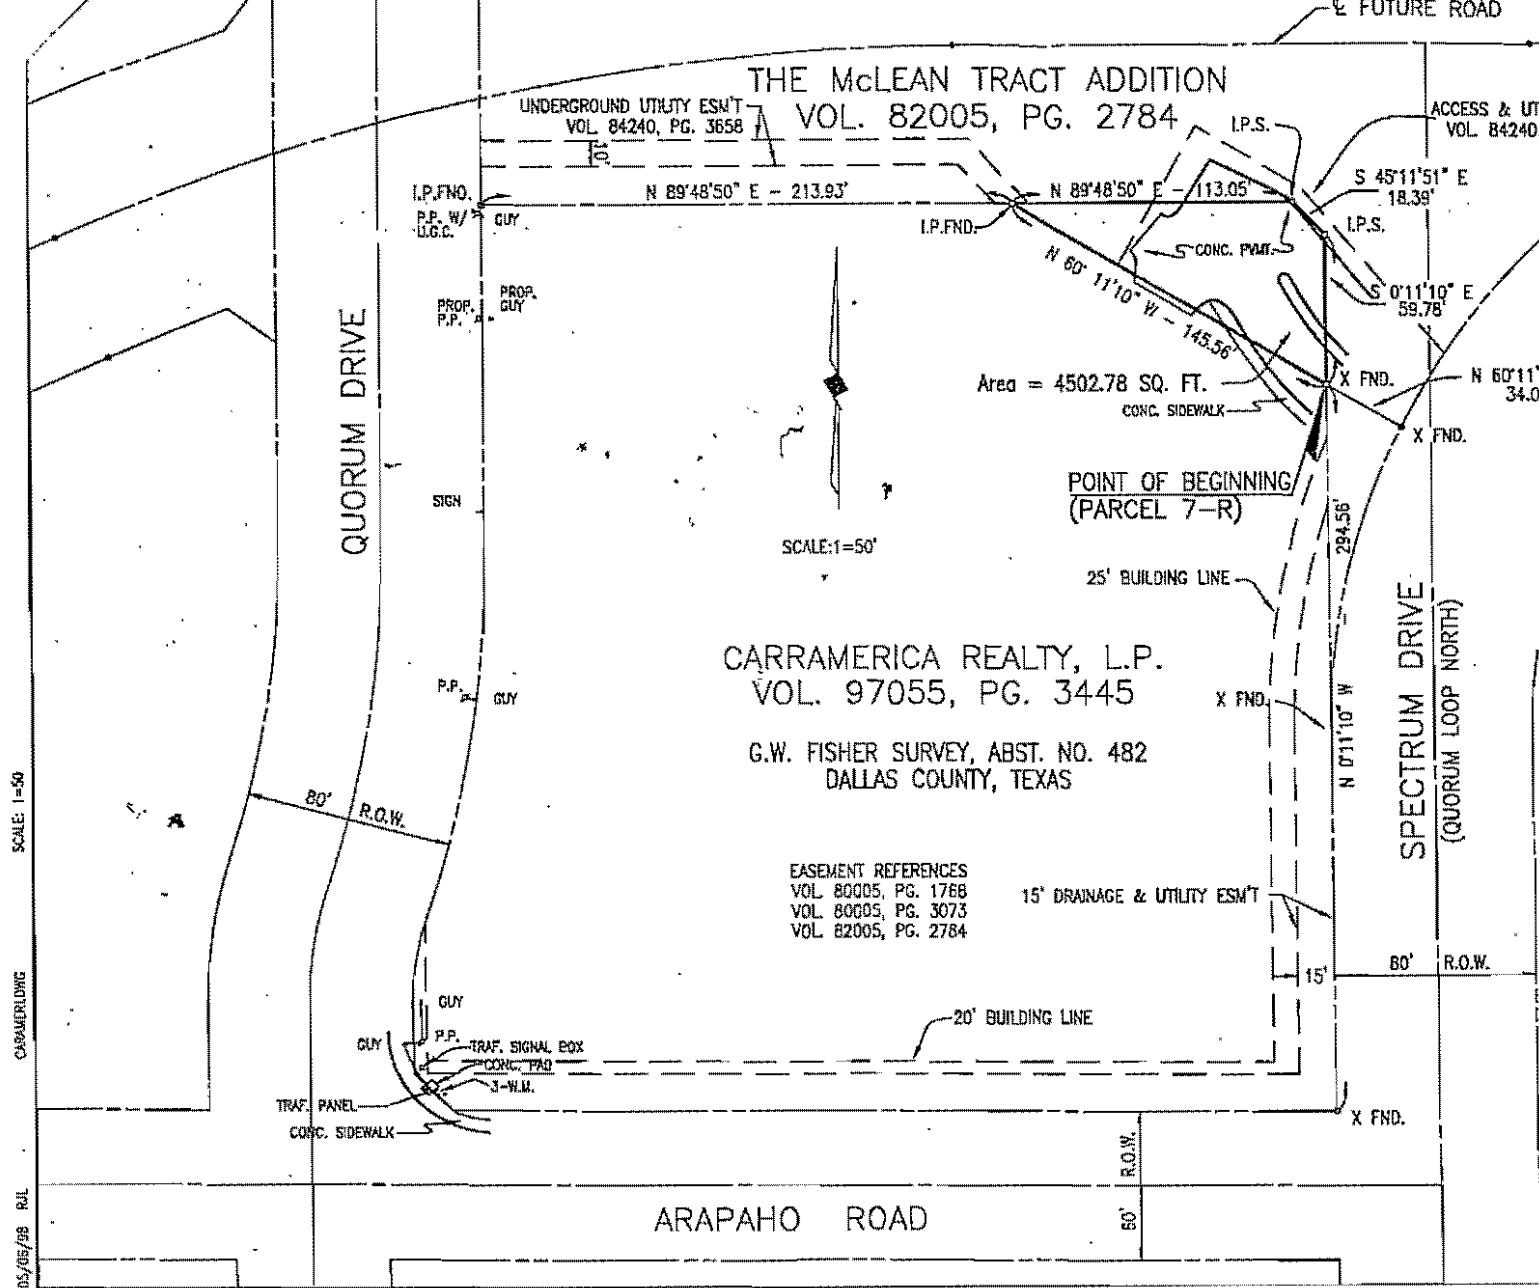 ℄ FUTURE ROAD
THE McLEAN TRACT ADDITION
VOL. 82005, PG. 2784
UNDERGROUND UTILITY ESM'T
VOL. 84240, PG. 3658
10'
I.P.S.
ACCESS & UT
VOL. 84240
S 45°11'51" E
18.39'
I.P.FND.
N 89°48'50" E - 213.93'
N 89°48'50" E - 113.05'
P.P. W/
U.G.C.
GUY
I.P.FND.
I.P.S.
CONC. PVMT.
N 60° 11'10" W - 145.56'
S 0°11'10" E
59.78'
PROP.
P.P.
PROP.
GUY
QUORUM DRIVE
Area = 4502.78 SQ. FT.
X FND.
N 60°11'
34.0
CONC. SIDEWALK
X FND.
POINT OF BEGINNING
(PARCEL 7-R)
SIGN
SCALE:1=50'
N 0°11'10" W - 294.56'
25' BUILDING LINE
SPECTRUM DRIVE
(QUORUM LOOP NORTH)
CARRAMERICA REALTY, L.P.
VOL. 97055, PG. 3445
P.P.
GUY
X FND.
G.W. FISHER SURVEY, ABST. NO. 482
DALLAS COUNTY, TEXAS
80' R.O.W.
SCALE: 1=50
EASEMENT REFERENCES
VOL. 80005, PG. 1768
VOL. 80005, PG. 3073
VOL. 82005, PG. 2784
15' DRAINAGE & UTILITY ESM'T
15'
80' R.O.W.
GUY
20' BUILDING LINE
GUY
P.P.
TRAF. SIGNAL BOX
CONC. PAD
3-W.M.
TRAF. PANEL
CONC. SIDEWALK
X FND.
R.O.W.
60'
ARAPAHO ROAD
CARAMERI.DWG
05/06/98 RJL